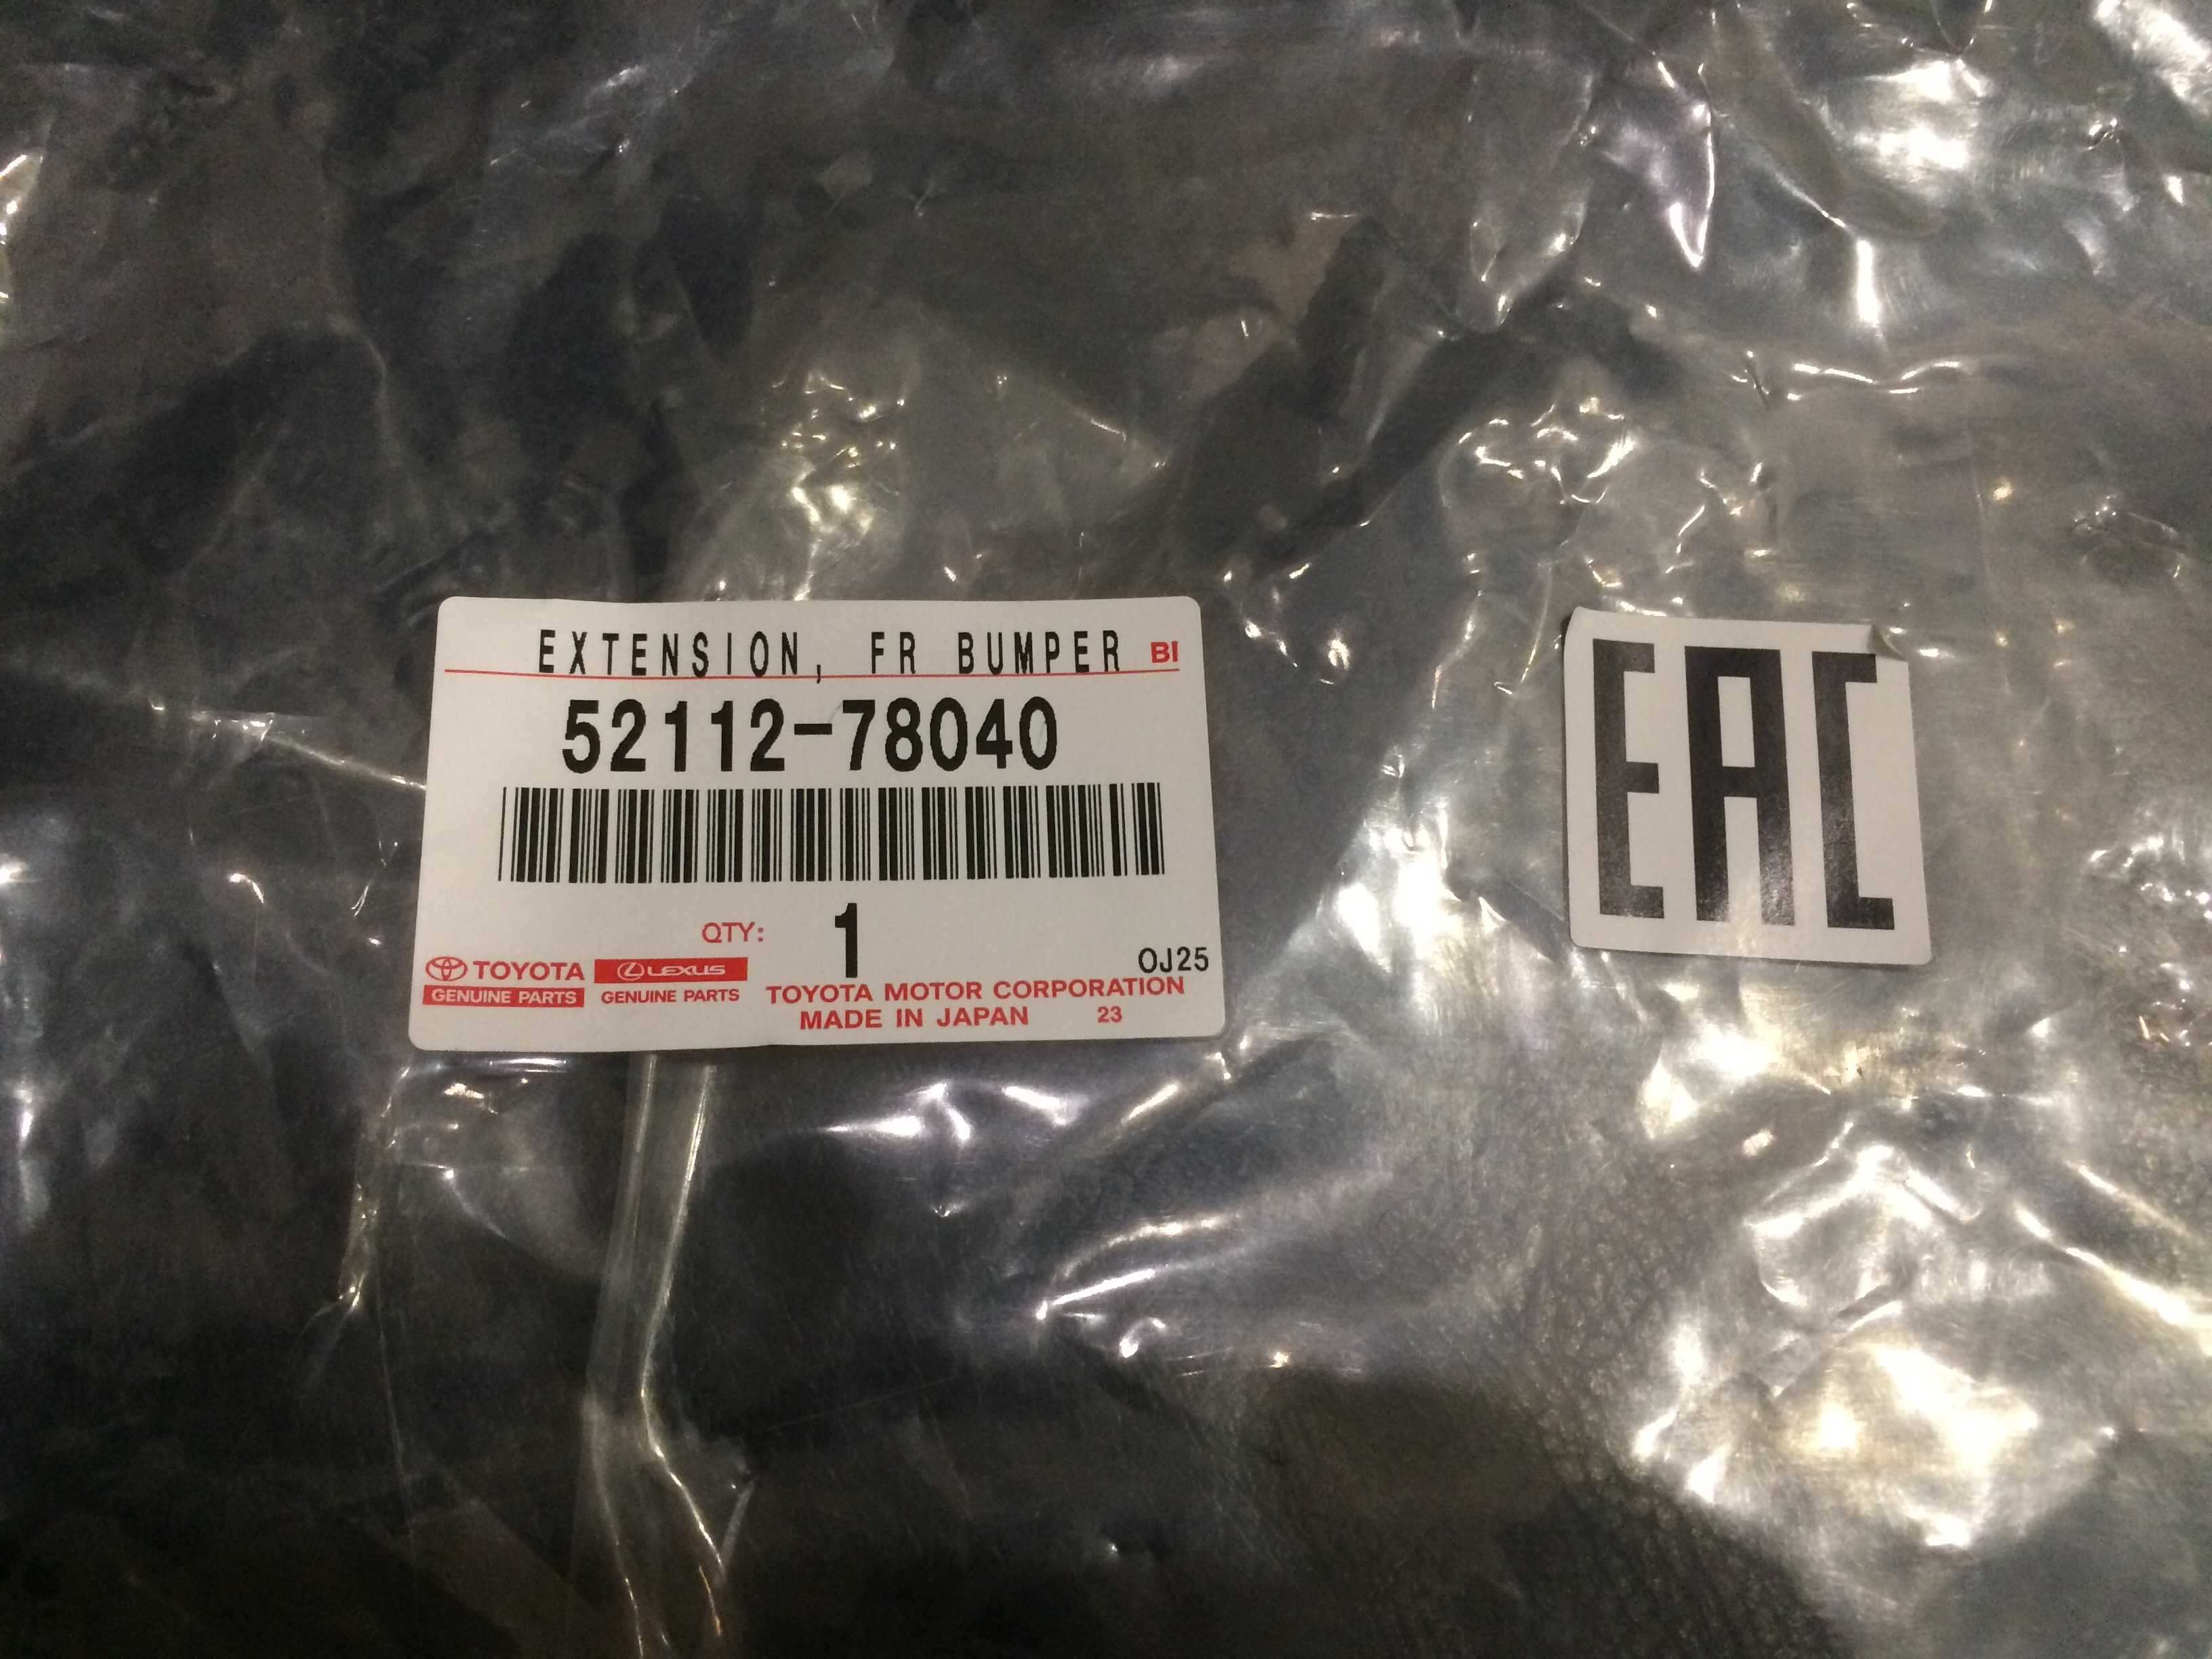 EXTENSION, FR BUMPER BI
52112-78040
QTY: 1
OJ25
TOYOTA LEXUS
GENUINE PARTS GENUINE PARTS
TOYOTA MOTOR CORPORATION
MADE IN JAPAN 23
EAC